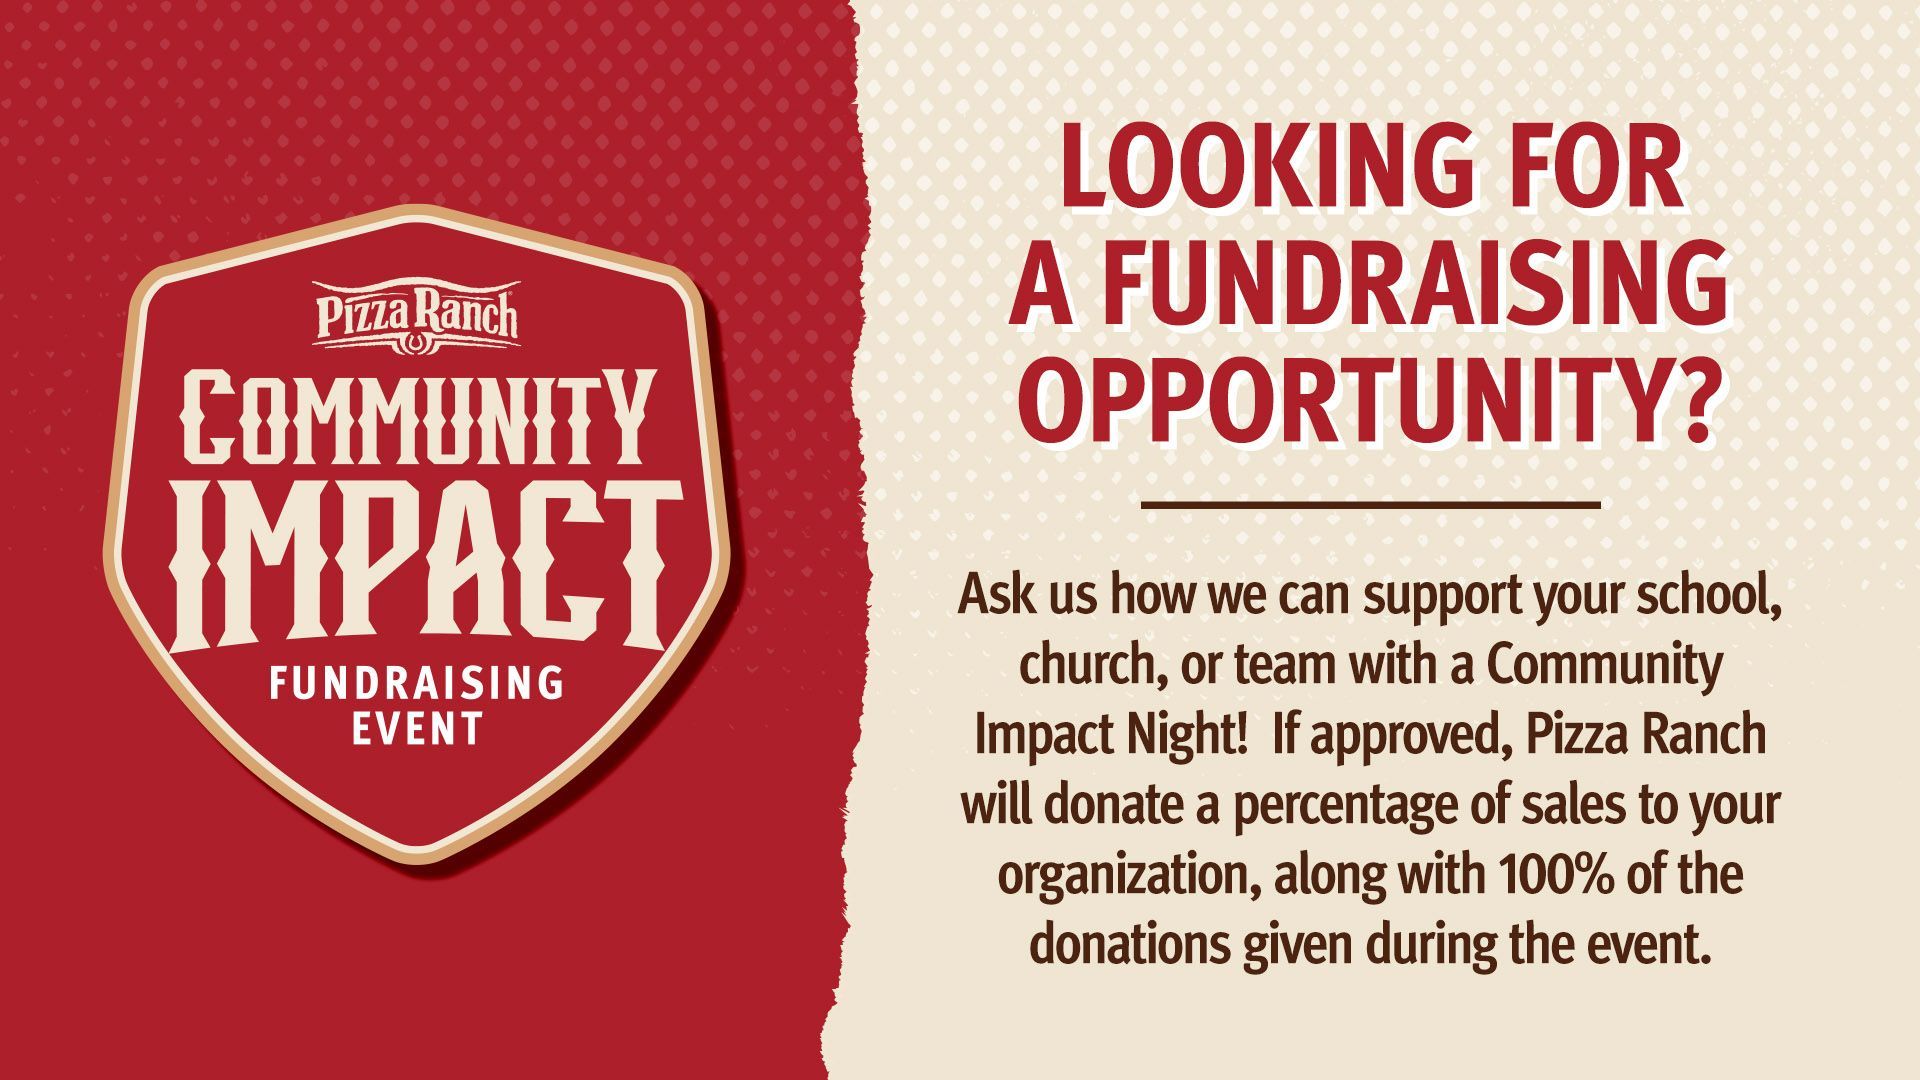 Pizza Ranch
COMMUNITY
IMPACT
FUNDRAISING
EVENT
LOOKING FOR
A FUNDRAISING
OPPORTUNITY?
Ask us how we can support your school,
church, or team with a Community
Impact Night! If approved, Pizza Ranch
will donate a percentage of sales to your
organization, along with 100% of the
donations given during the event.